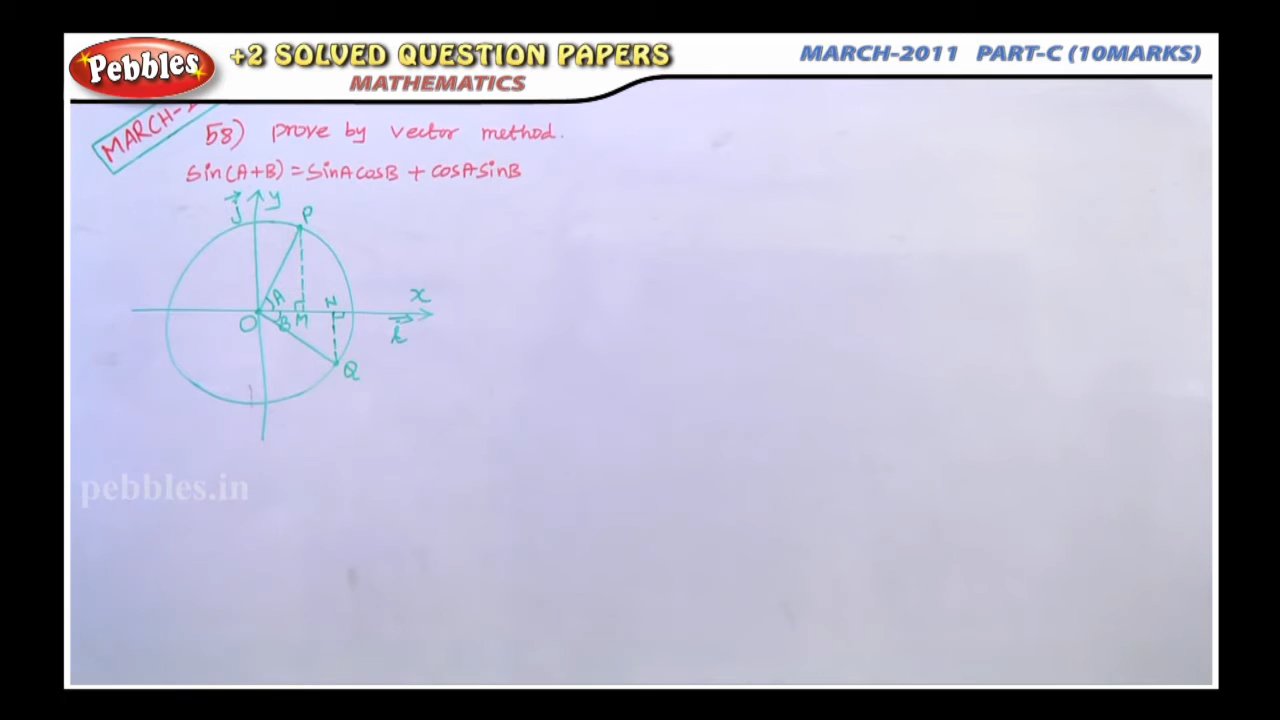 Pebbles
+2 SOLVED QUESTION PAPERS
MATHEMATICS
MARCH-2011 PART-C (10MARKS)
MARCH-
58) prove by vector method.
Sin(A+B) = SinA cosB + cosA SinB
j y
P
A
N
x
O
B
M
Q
pebbles.in